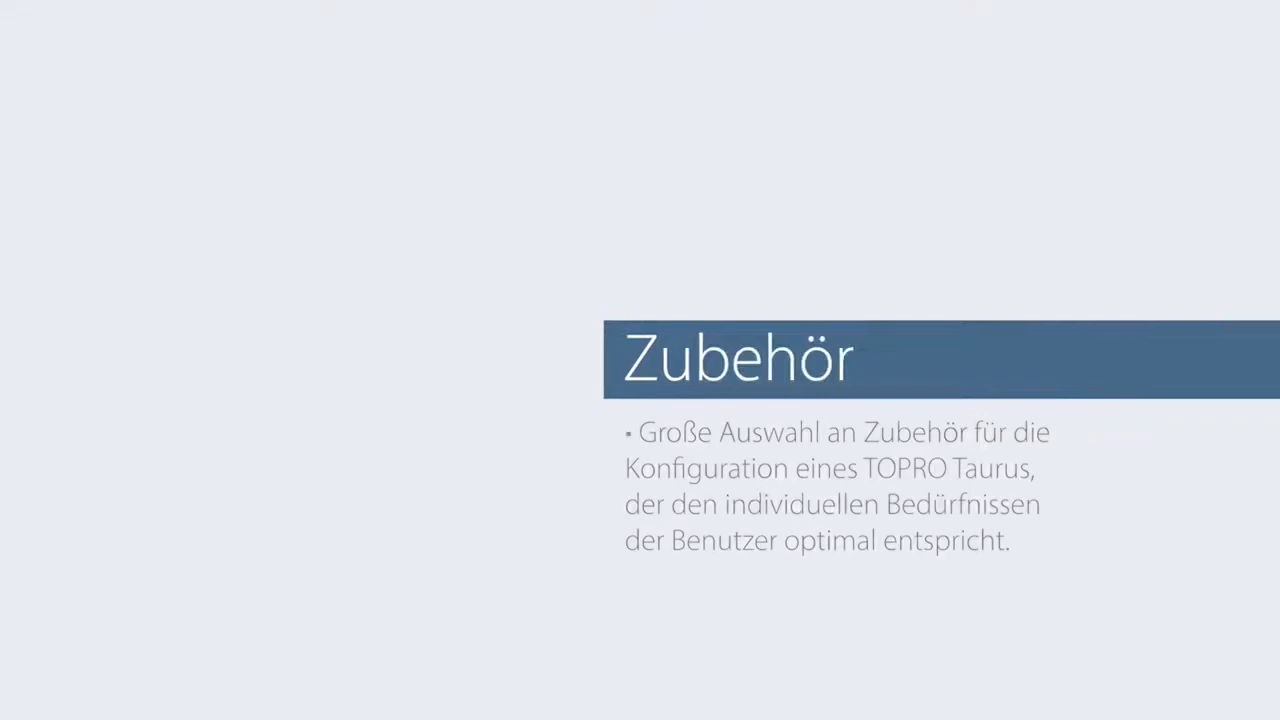 Zubehör
▪ Große Auswahl an Zubehör für die
Konfiguration eines TOPRO Taurus,
der den individuellen Bedürfnissen
der Benutzer optimal entspricht.